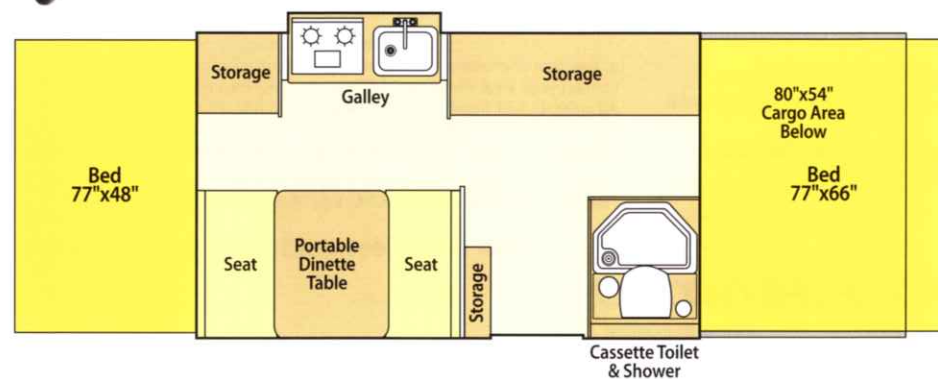 Storage
Galley
Storage
80"x54"
Cargo Area
Below
Bed
77"x48"
Bed
77"x66"
Seat
Portable
Dinette
Table
Seat
Storage
Cassette Toilet
& Shower